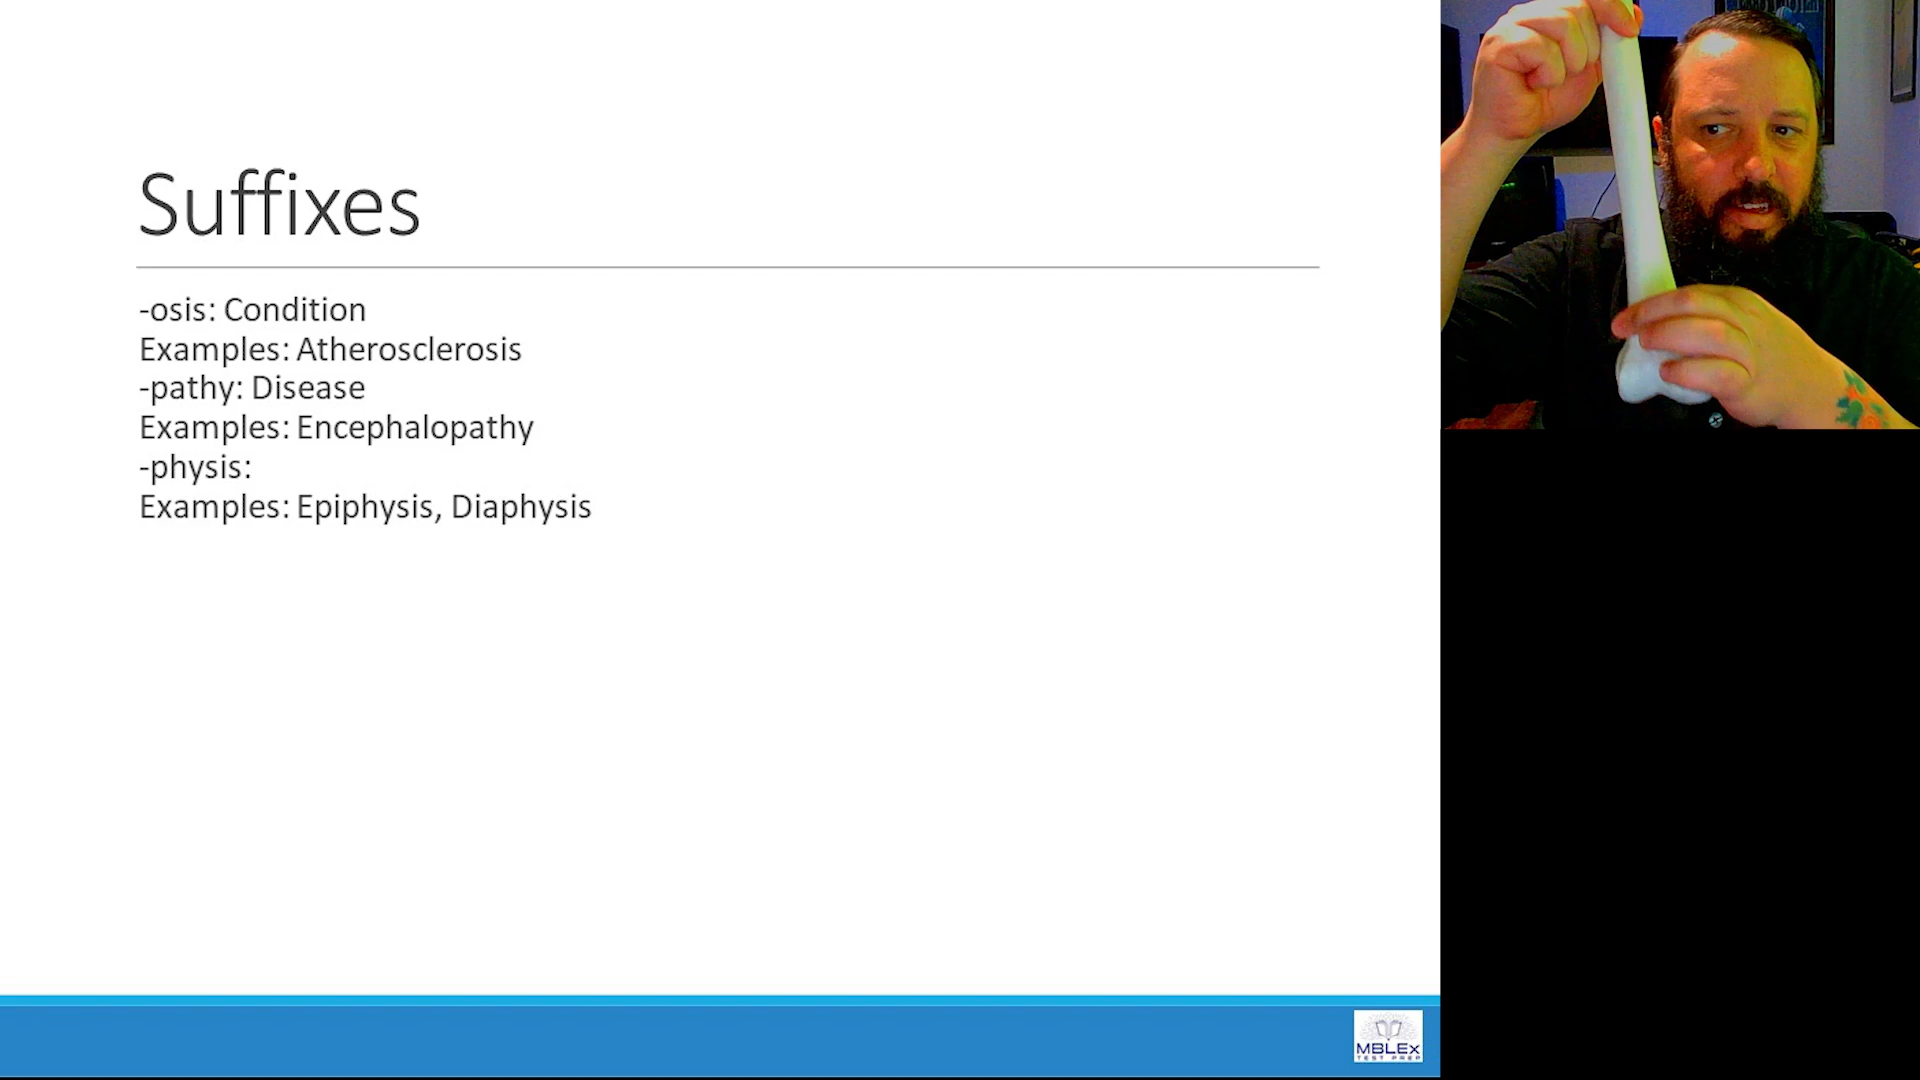 Suffixes
-osis: Condition
Examples: Atherosclerosis
-pathy: Disease
Examples: Encephalopathy
-physis:
Examples: Epiphysis, Diaphysis
MBLEx
TEST PREP